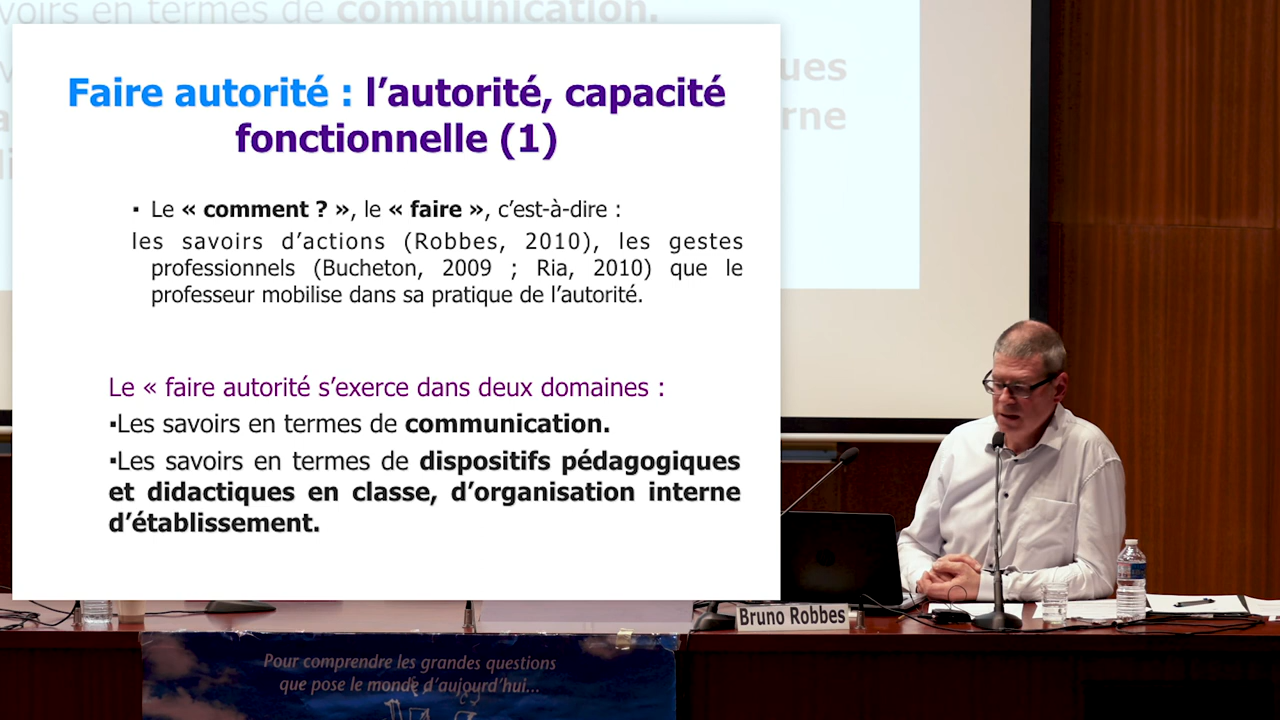 voirs en termes de communication.
ues
rne
Faire autorité : l’autorité, capacité
fonctionnelle (1)
▪ Le « comment ? », le « faire », c’est-à-dire :
les savoirs d’actions (Robbes, 2010), les gestes
professionnels (Bucheton, 2009 ; Ria, 2010) que le
professeur mobilise dans sa pratique de l’autorité.
Le « faire autorité s’exerce dans deux domaines :
▪Les savoirs en termes de communication.
▪Les savoirs en termes de dispositifs pédagogiques
et didactiques en classe, d’organisation interne
d’établissement.
Bruno Robbes
Pour comprendre les grandes questions
que pose le monde d’aujourd’hui...